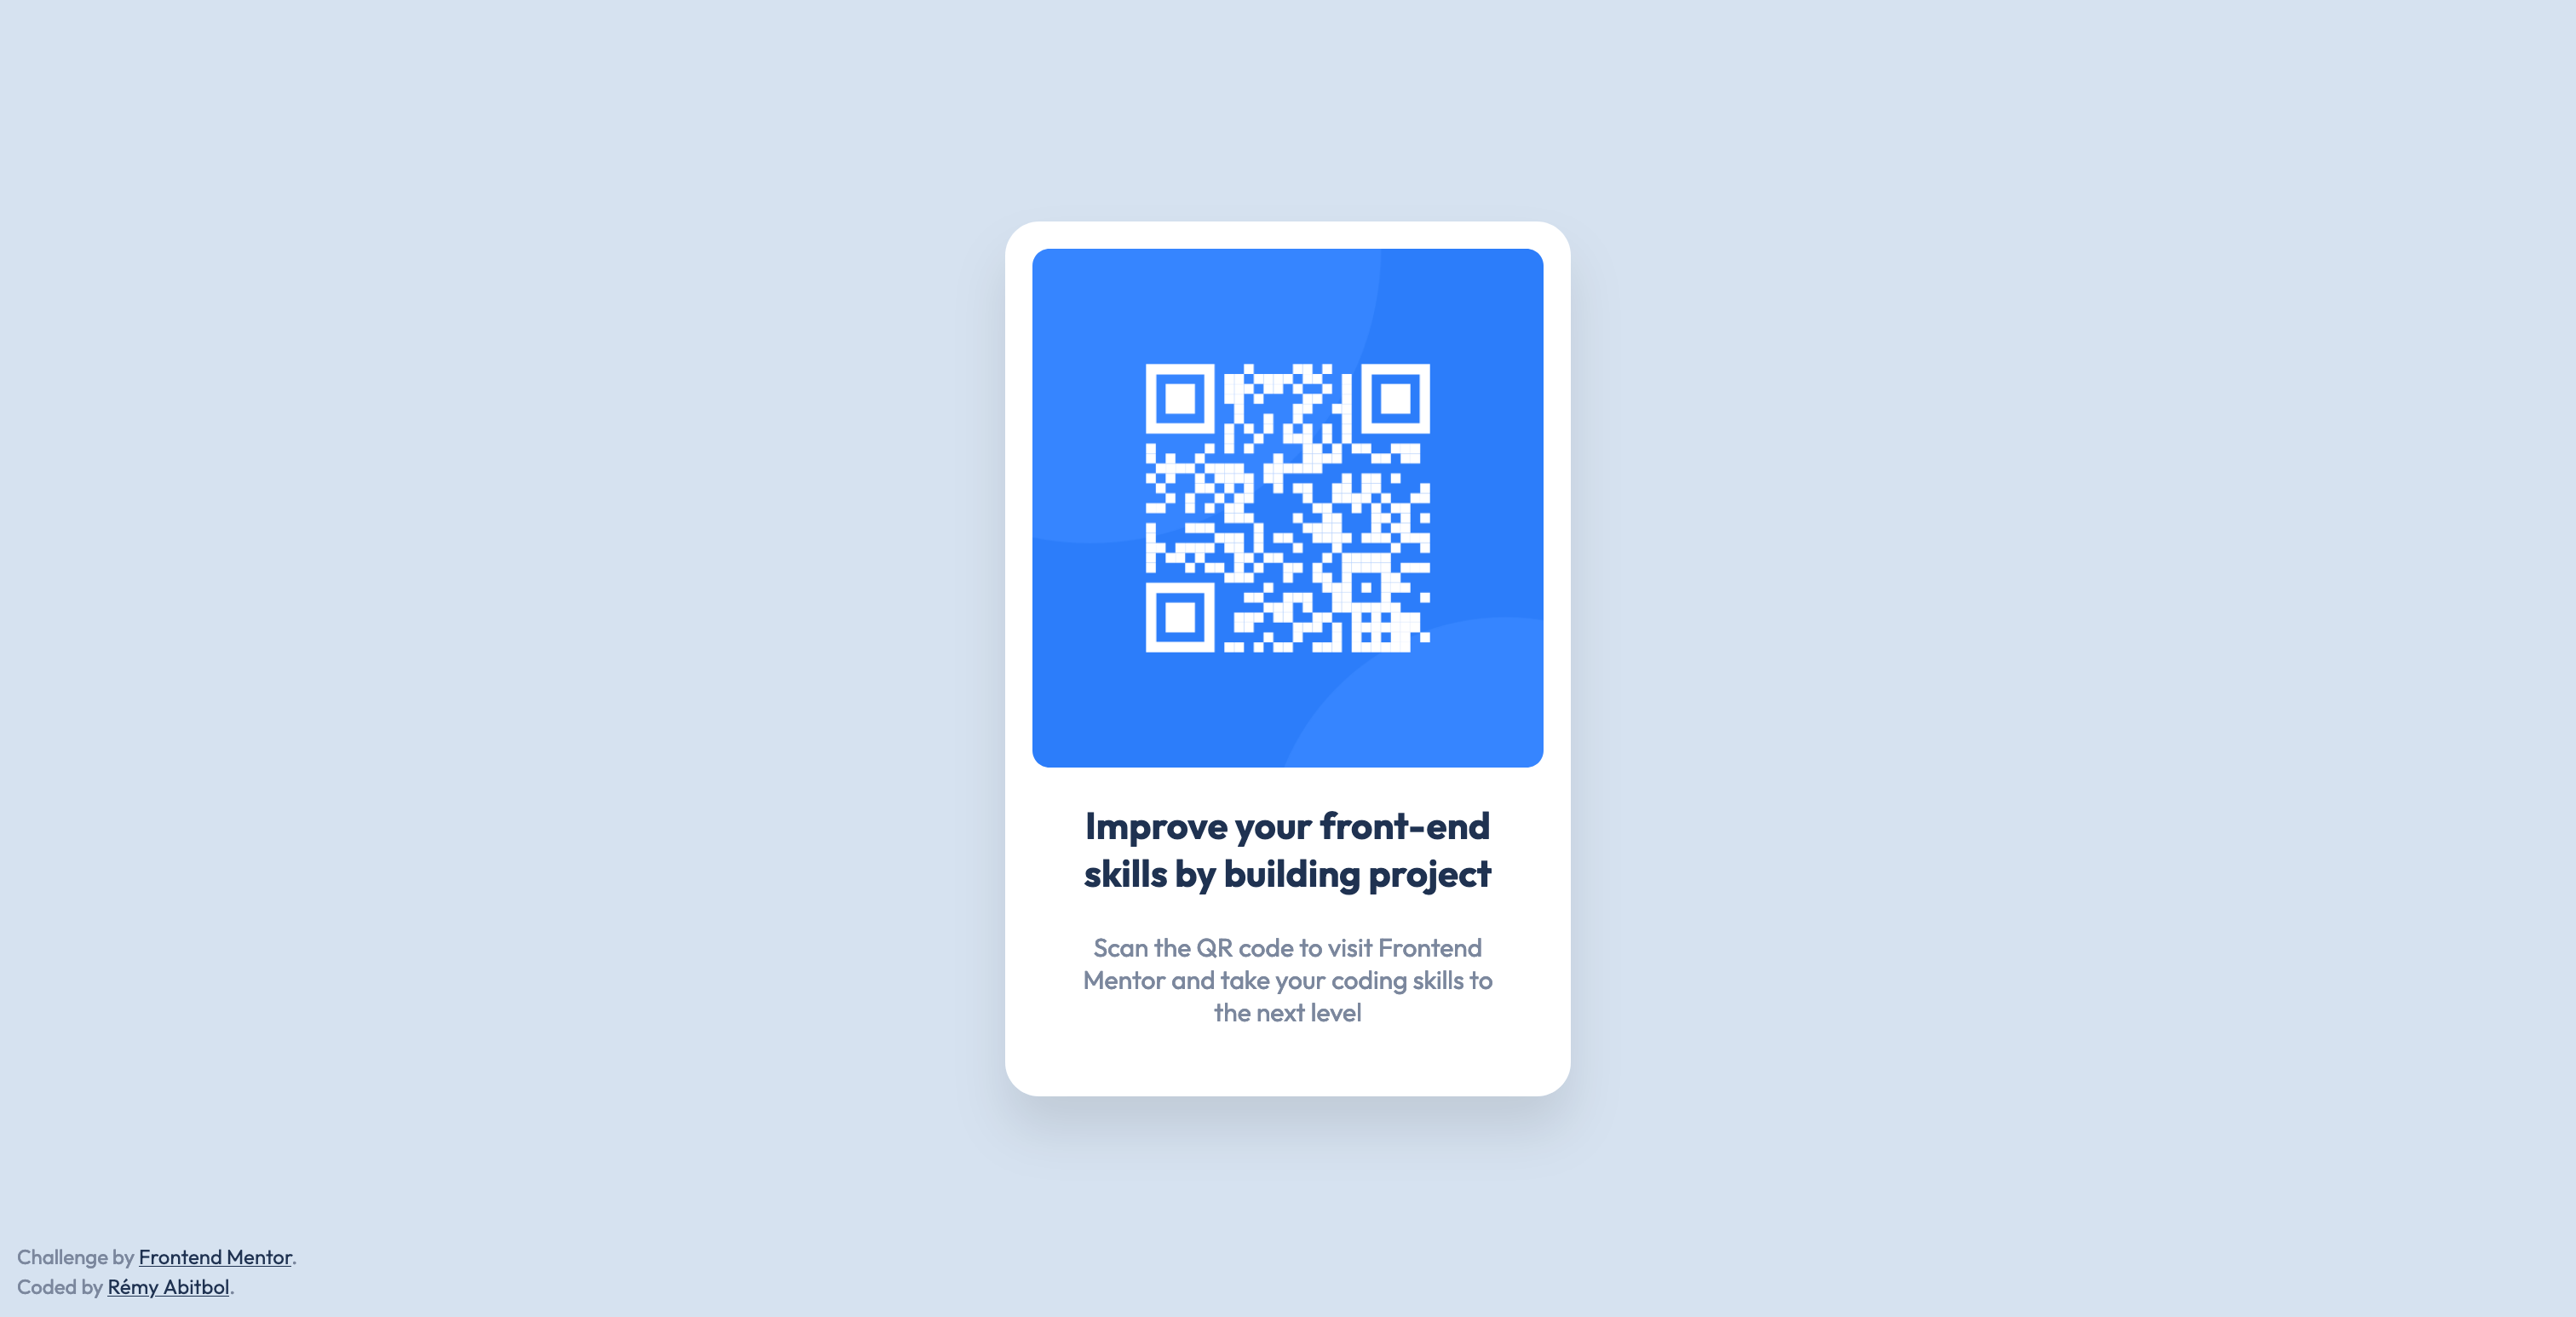 Improve your front-end
skills by building project
Scan the QR code to visit Frontend
Mentor and take your coding skills to
the next level
Challenge by Frontend Mentor.
Coded by Rémy Abitbol.